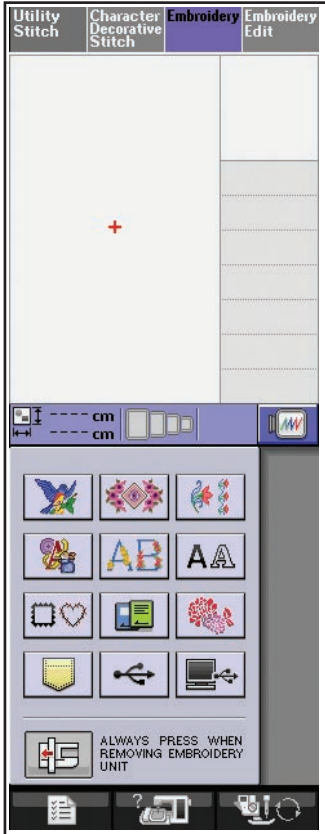 Utility Stitch
Character Decorative Stitch
Embroidery
Embroidery Edit
---- cm
---- cm
AB
AA
ALWAYS PRESS WHEN
REMOVING EMBROIDERY
UNIT
?